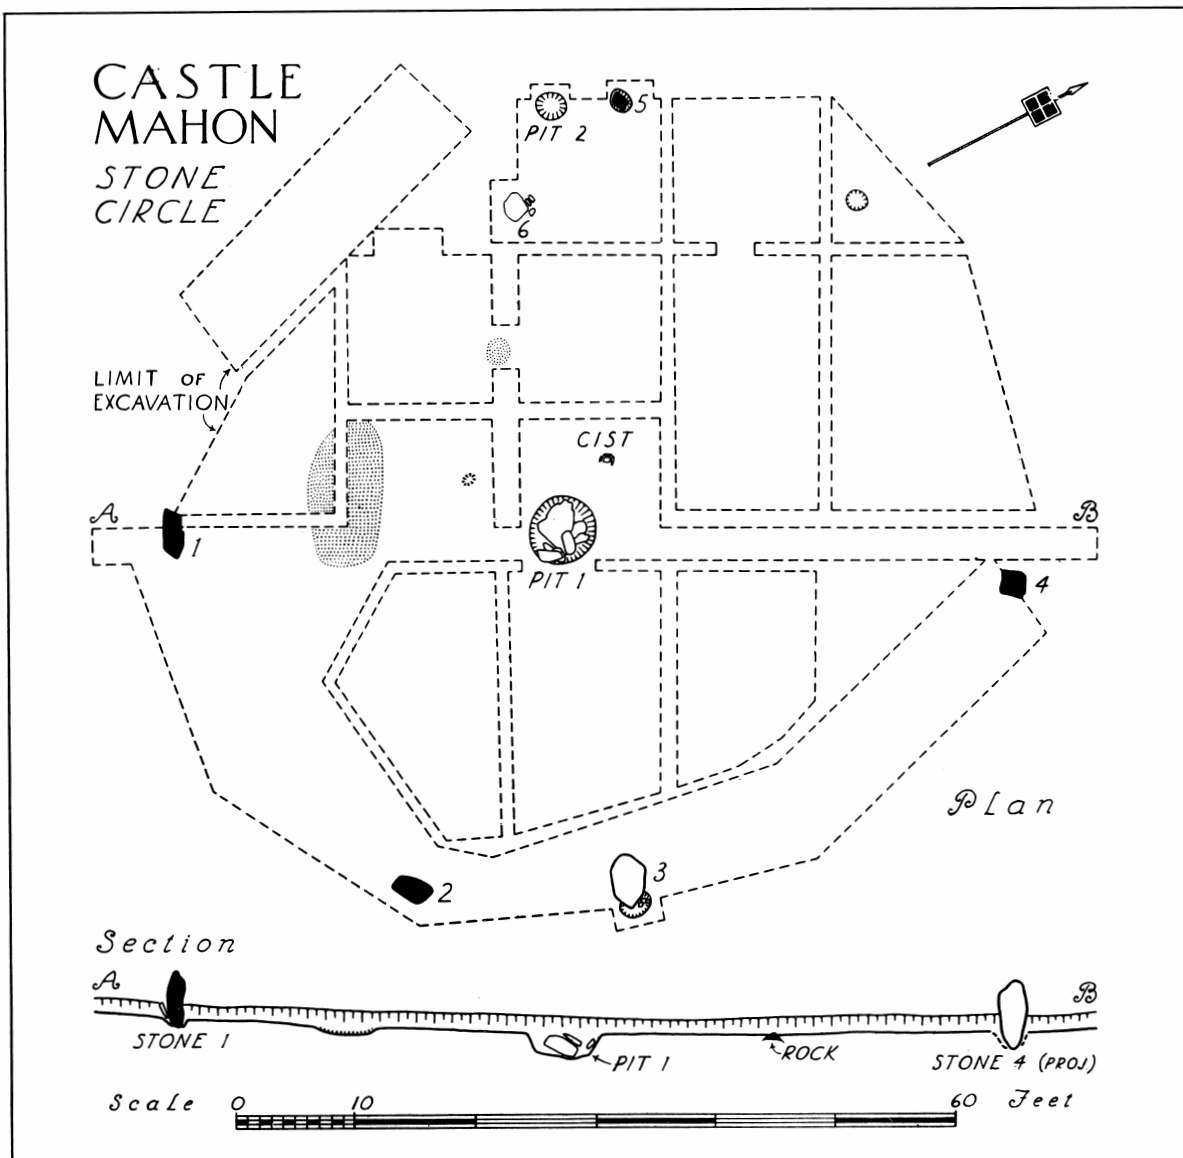 CASTLE
MAHON
STONE
CIRCLE
PIT 2
5
6
LIMIT OF
EXCAVATION
CIST
A
B
1
PIT 1
4
Plan
2
3
Section
A
B
STONE 1
PIT 1
ROCK
STONE 4 (PROJ)
Scale 0 10 60 Feet